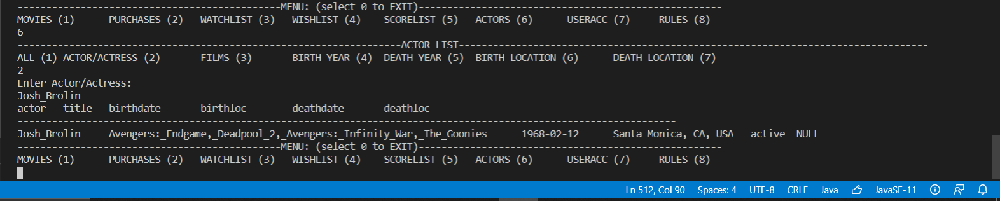 ----------------------------------------------MENU: (select 0 to EXIT)-----------------------------------------------------
MOVIES (1) PURCHASES (2) WATCHLIST (3) WISHLIST (4) SCORELIST (5) ACTORS (6) USERACC (7) RULES (8)
6
-------------------------------------------------------------------ACTOR LIST----------------------------------------------------------------------------------
ALL (1) ACTOR/ACTRESS (2) FILMS (3) BIRTH YEAR (4) DEATH YEAR (5) BIRTH LOCATION (6) DEATH LOCATION (7)
2
Enter Actor/Actress:
Josh_Brolin
actor title birthdate birthloc deathdate deathloc
-------------------------------------------------------------------------------------------------------------------
Josh_Brolin Avengers:_Endgame,_Deadpool_2,_Avengers:_Infinity_War,_The_Goonies 1968-02-12 Santa Monica, CA, USA active NULL
----------------------------------------------MENU: (select 0 to EXIT)-----------------------------------------------------
MOVIES (1) PURCHASES (2) WATCHLIST (3) WISHLIST (4) SCORELIST (5) ACTORS (6) USERACC (7) RULES (8)
Ln 512, Col 90 Spaces: 4 UTF-8 CRLF Java JavaSE-11